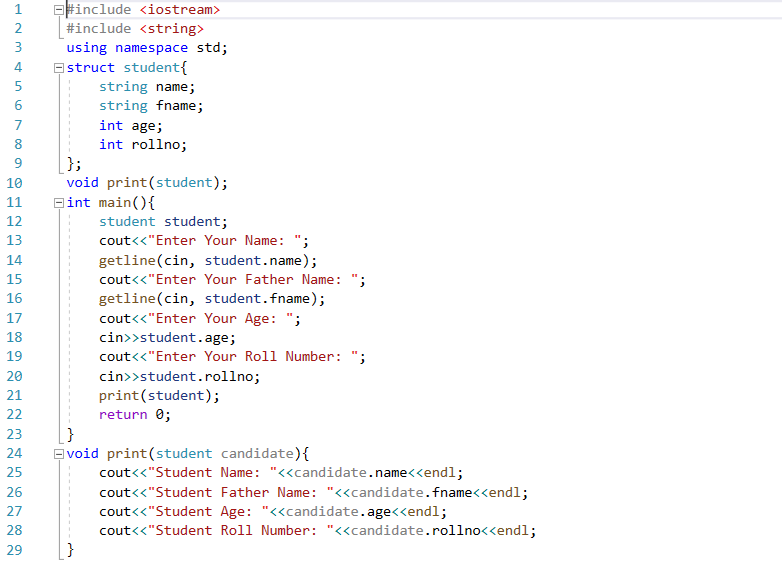 1 #include <iostream>
2 #include <string>
3 using namespace std;
4 struct student{
5 string name;
6 string fname;
7 int age;
8 int rollno;
9 };
10 void print(student);
11 int main(){
12 student student;
13 cout<<"Enter Your Name: ";
14 getline(cin, student.name);
15 cout<<"Enter Your Father Name: ";
16 getline(cin, student.fname);
17 cout<<"Enter Your Age: ";
18 cin>>student.age;
19 cout<<"Enter Your Roll Number: ";
20 cin>>student.rollno;
21 print(student);
22 return 0;
23 }
24 void print(student candidate){
25 cout<<"Student Name: "<<candidate.name<<endl;
26 cout<<"Student Father Name: "<<candidate.fname<<endl;
27 cout<<"Student Age: "<<candidate.age<<endl;
28 cout<<"Student Roll Number: "<<candidate.rollno<<endl;
29 }